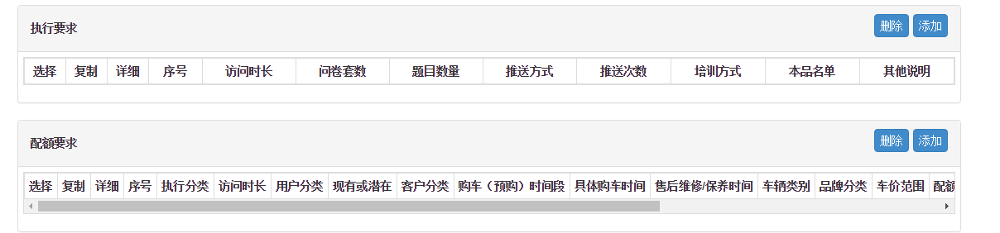 执行要求 删除 添加
选择 复制 详细 序号 访问时长 问卷套数 题目数量 推送方式 推送次数 培训方式 本品名单 其他说明
配额要求 删除 添加
选择 复制 详细 序号 执行分类 访问时长 用户分类 现有或潜在 客户分类 购车（预购）时间段 具体购车时间 售后维修/保养时间 车辆类别 品牌分类 车价范围 配额